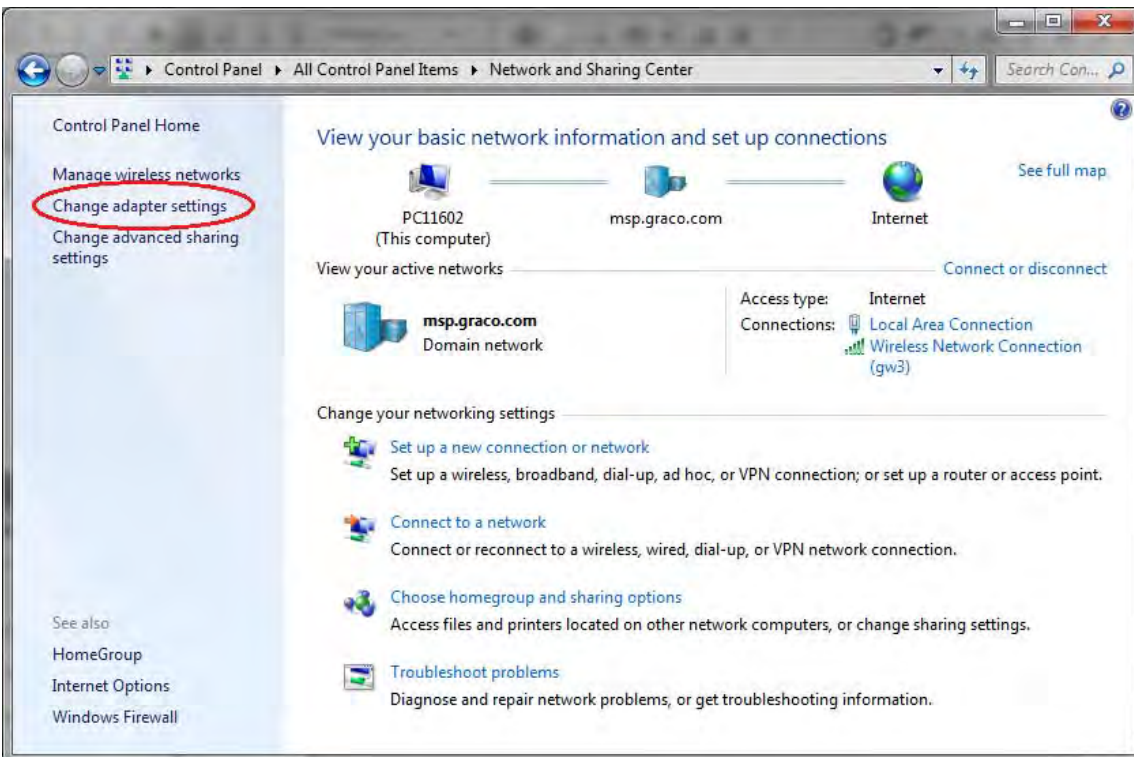 Control Panel ▸ All Control Panel Items ▸ Network and Sharing Center
Search Con...
Control Panel Home
Manage wireless networks
Change adapter settings
Change advanced sharing
settings
See also
HomeGroup
Internet Options
Windows Firewall
View your basic network information and set up connections
See full map
PC11602
(This computer)
msp.graco.com
Internet
View your active networks
Connect or disconnect
msp.graco.com
Domain network
Access type: Internet
Connections: Local Area Connection
Wireless Network Connection
(gw3)
Change your networking settings
Set up a new connection or network
Set up a wireless, broadband, dial-up, ad hoc, or VPN connection; or set up a router or access point.
Connect to a network
Connect or reconnect to a wireless, wired, dial-up, or VPN network connection.
Choose homegroup and sharing options
Access files and printers located on other network computers, or change sharing settings.
Troubleshoot problems
Diagnose and repair network problems, or get troubleshooting information.